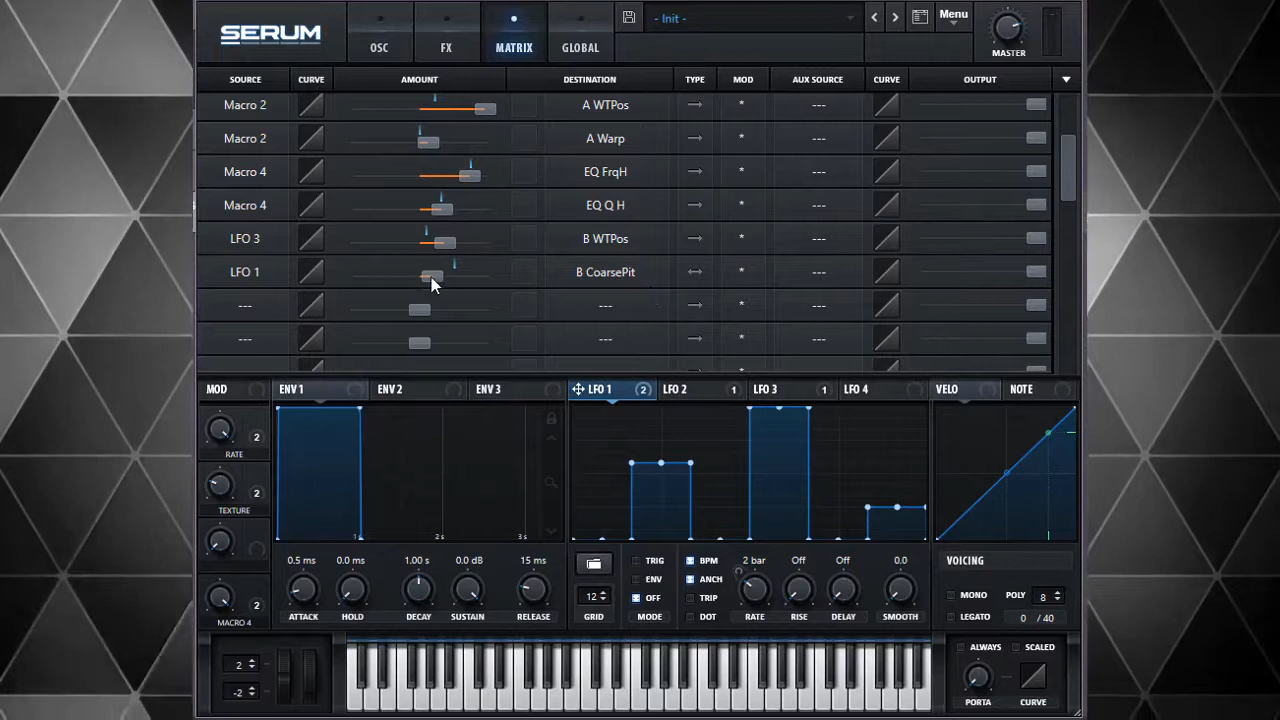 SERUM
OSC FX MATRIX GLOBAL
- Init -
Menu
MASTER
SOURCE CURVE AMOUNT DESTINATION TYPE MOD AUX SOURCE CURVE OUTPUT
Macro 2 A WTPos * ---
Macro 2 A Warp * ---
Macro 4 EQ FrqH * ---
Macro 4 EQ Q H * ---
LFO 3 B WTPos * ---
LFO 1 B CoarsePit * ---
--- --- * ---
--- --- * ---
MOD ENV 1 ENV 2 ENV 3 LFO 1 2 LFO 2 1 LFO 3 1 LFO 4 VELO NOTE
2
RATE
2
TEXTURE
2
MACRO 4
1s 2s 3s
0.5 ms 0.0 ms 1.00 s 0.0 dB 15 ms
ATTACK HOLD DECAY SUSTAIN RELEASE
12
GRID
TRIG
ENV
OFF
MODE
BPM
ANCH
TRIP
DOT
2 bar Off Off 0.0
RATE RISE DELAY SMOOTH
VOICING
MONO POLY 8
LEGATO 0 / 40
2
-2
ALWAYS SCALED
PORTA CURVE